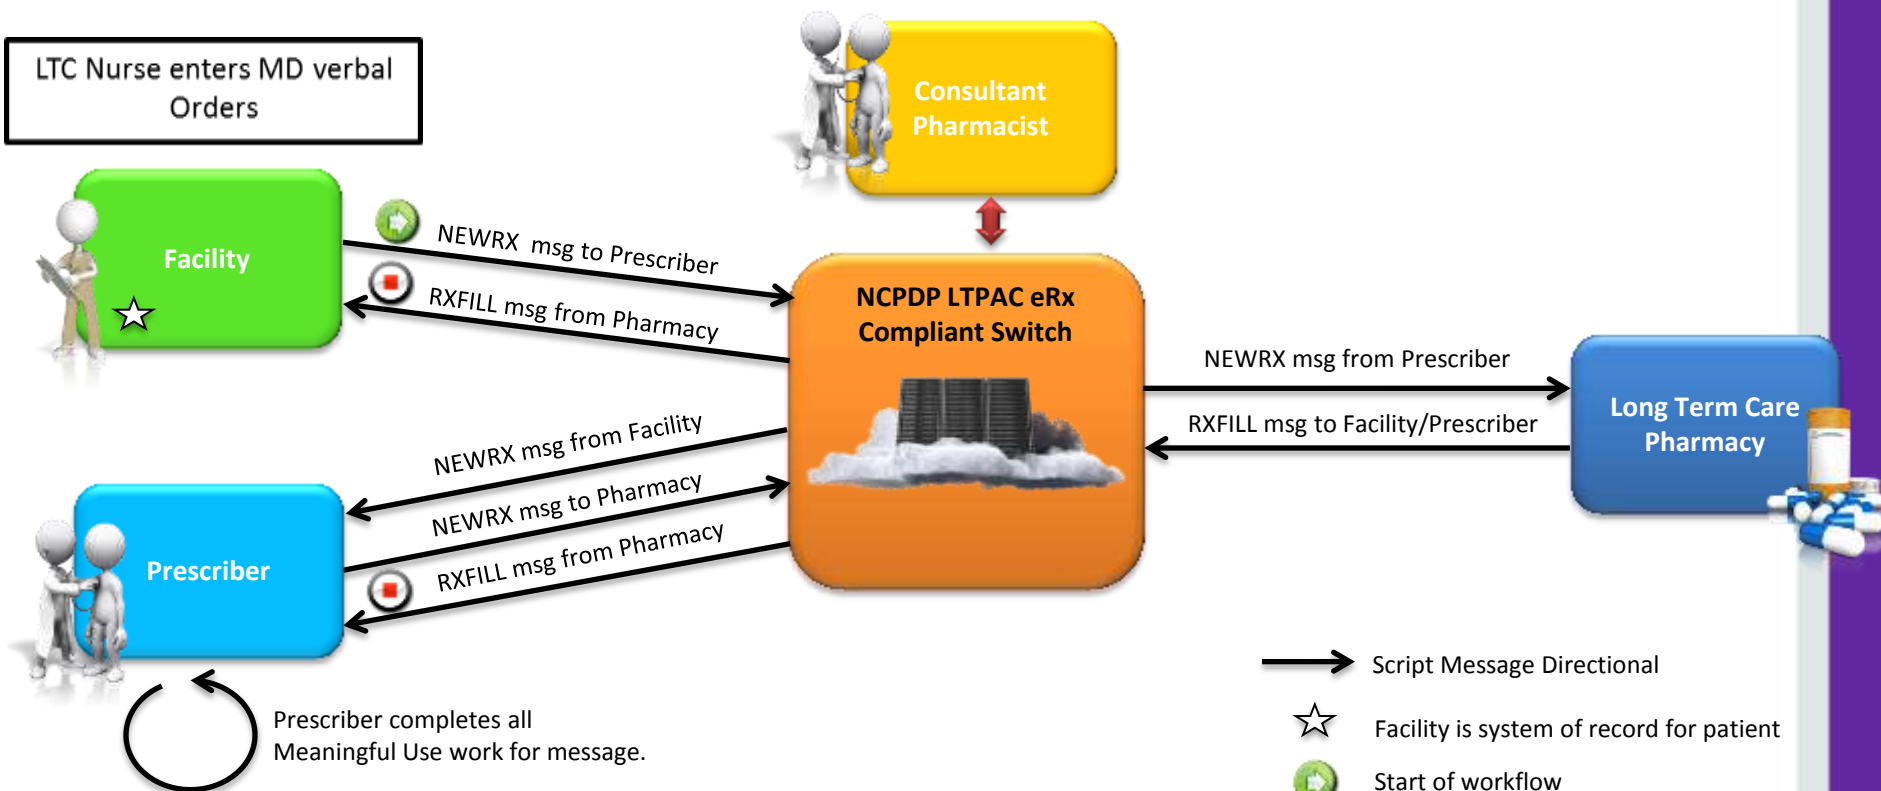 LTC Nurse enters MD verbal
Orders
Consultant
Pharmacist
Facility
NEWRX msg to Prescriber
RXFILL msg from Pharmacy
NCPDP LTPAC eRx
Compliant Switch
NEWRX msg from Prescriber
RXFILL msg to Facility/Prescriber
Long Term Care
Pharmacy
NEWRX msg from Facility
NEWRX msg to Pharmacy
RXFILL msg from Pharmacy
Prescriber
Prescriber completes all
Meaningful Use work for message.
Script Message Directional
Facility is system of record for patient
Start of workflow